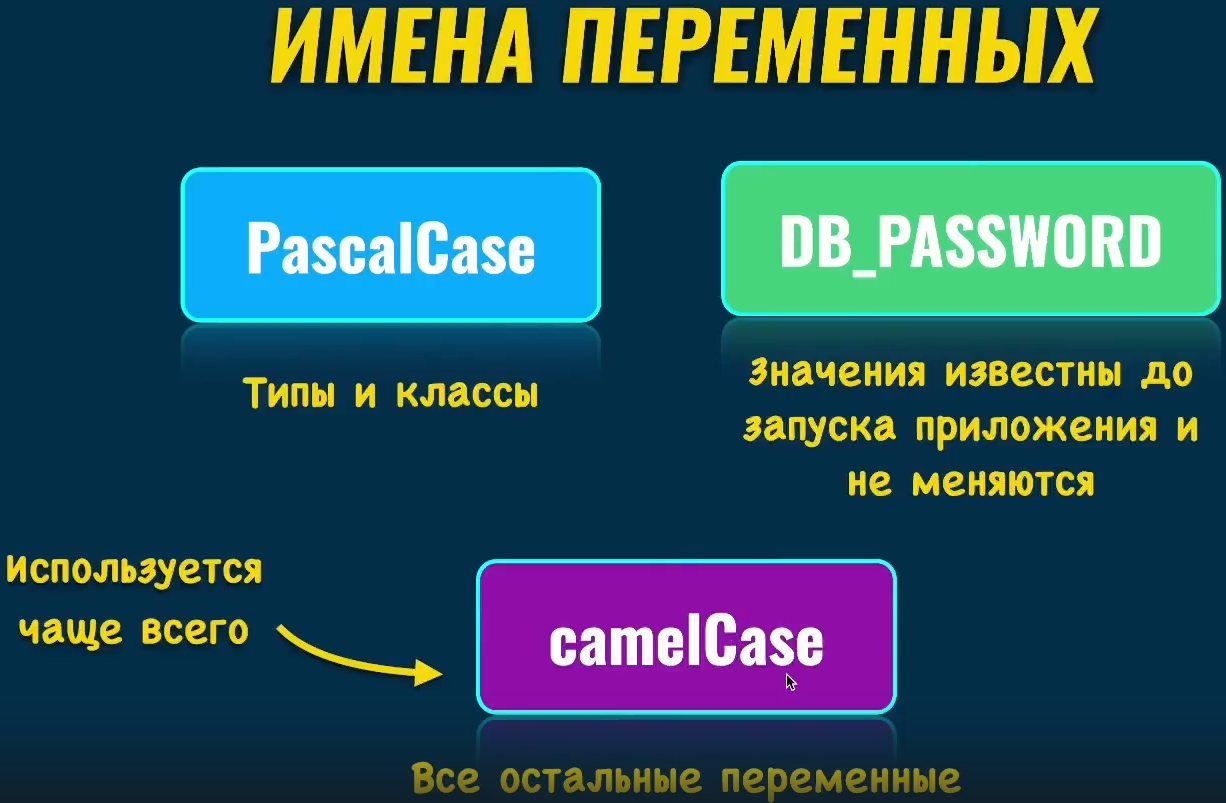 ИМЕНА ПЕРЕМЕННЫХ
PascalCase
Типы и классы
DB_PASSWORD
Значения известны до
запуска приложения и
не меняются
Используется
чаще всего
camelCase
Все остальные переменные